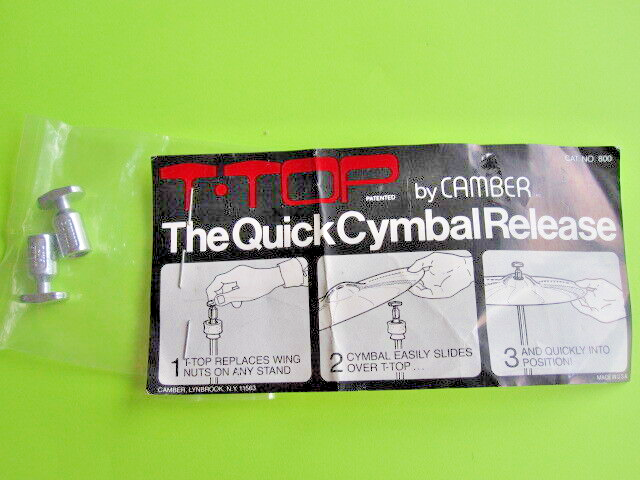 T·TOP
PATENTED
by CAMBER
CAT NO. 800
The Quick Cymbal Release
1 T-TOP REPLACES WING
NUTS ON ANY STAND
2 CYMBAL EASILY SLIDES
OVER T-TOP...
3 AND QUICKLY INTO
POSITION!
CAMBER, LYNBROOK, N.Y. 11563
MADE IN USA